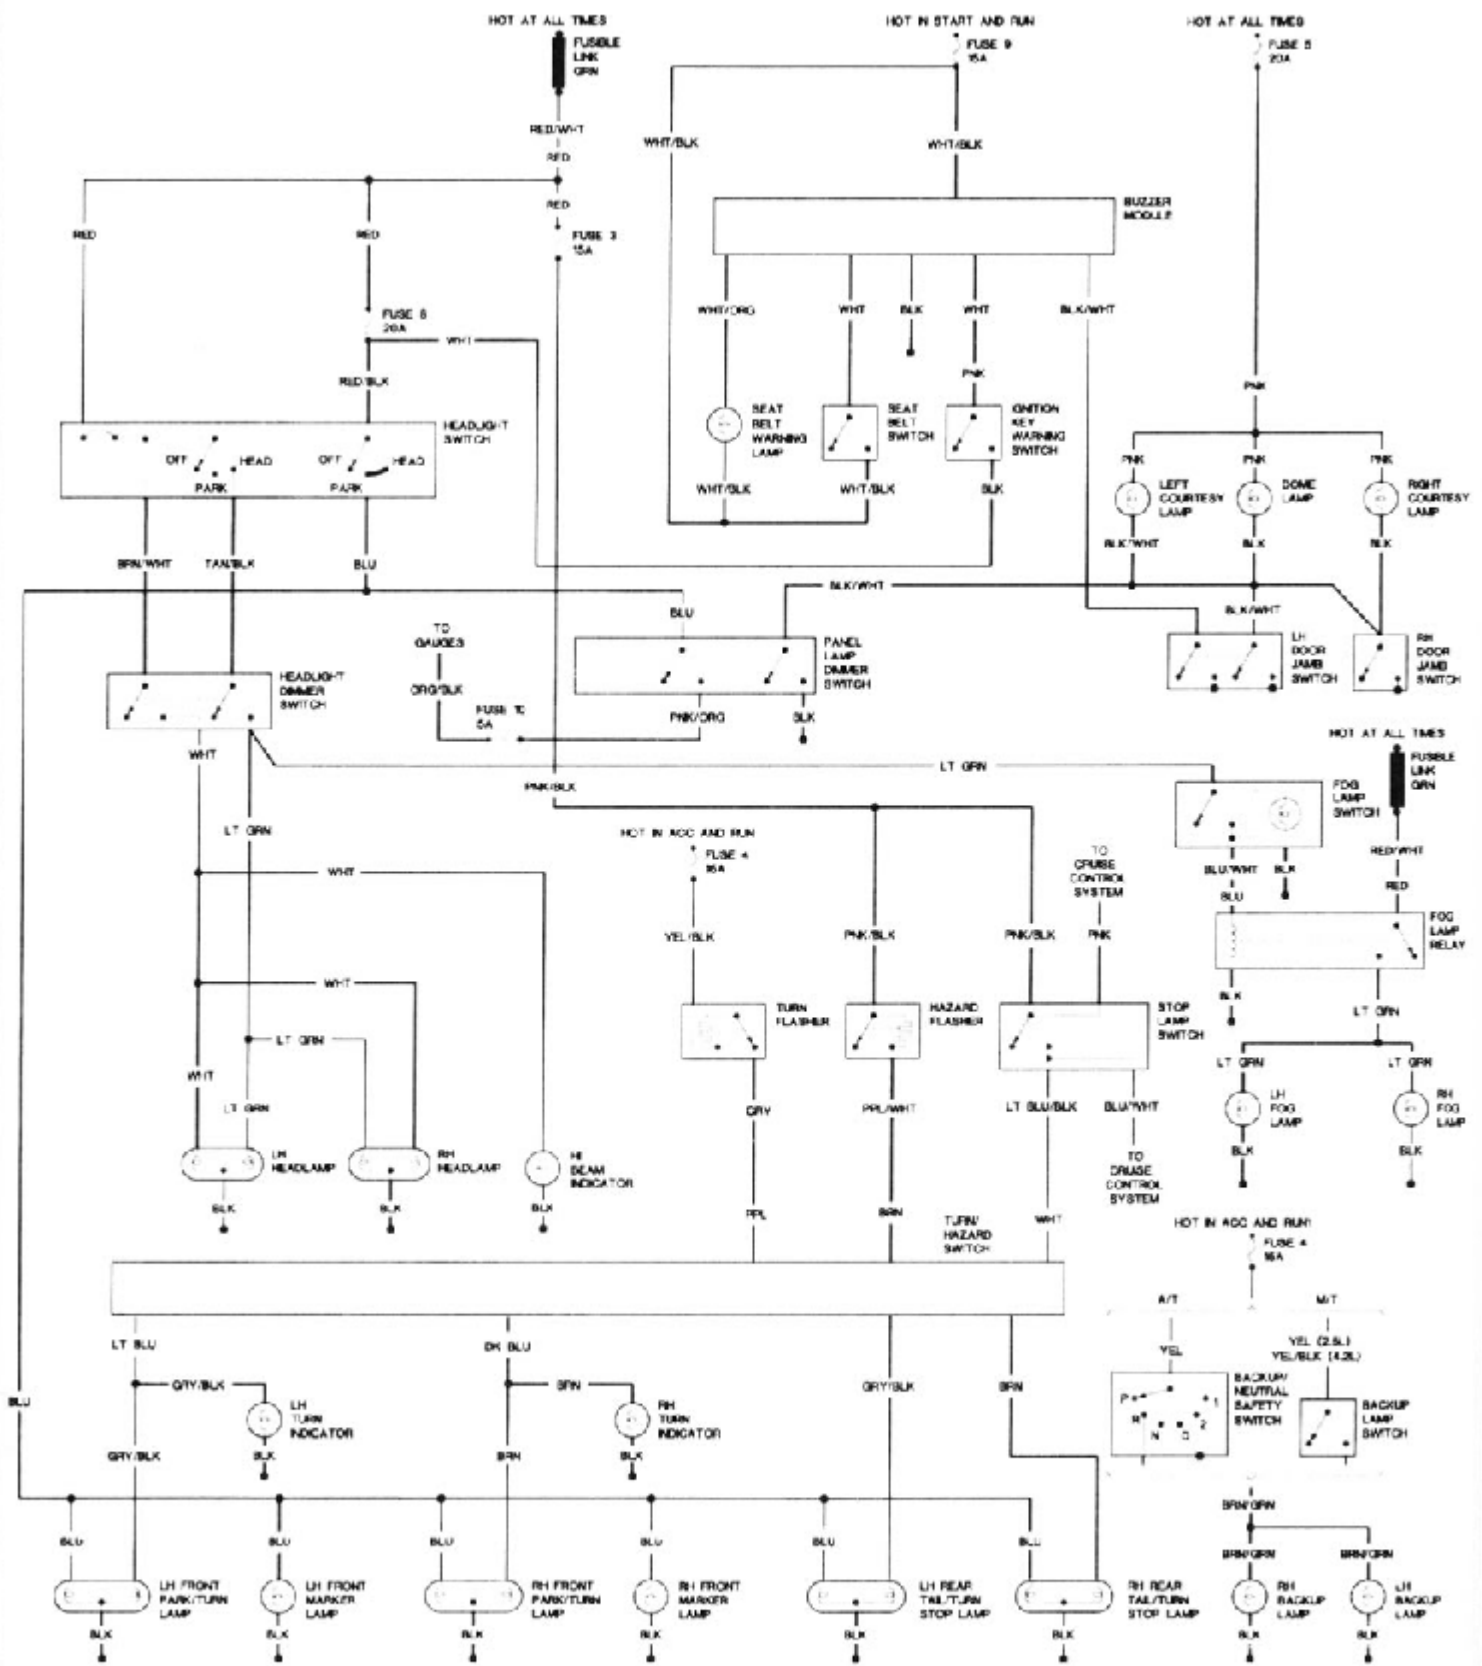 HOT AT ALL TIMES
FUSIBLE
LINK
GRN
HOT IN START AND RUN
FUSE 9
15A
HOT AT ALL TIMES
FUSE 5
20A
RED/WHT
RED
WHT/BLK
WHT/BLK
RED
BUZZER
MODULE
RED
RED
FUSE 3
15A
WHT/ORG
WHT
BLK
WHT
BLK/WHT
FUSE 6
20A
WHT
RED/BLK
PNK
PNK
HEADLIGHT
SWITCH
OFF
HEAD
PARK
OFF
HEAD
PARK
SEAT
BELT
WARNING
LAMP
SEAT
BELT
SWITCH
IGNITION
KEY
WARNING
SWITCH
PNK
PNK
PNK
LEFT
COURTESY
LAMP
DOME
LAMP
RIGHT
COURTESY
LAMP
WHT/BLK
WHT/BLK
BLK
BLK/WHT
BLK
BLK
BRN/WHT
TAN/BLK
BLU
BLK/WHT
BLU
BLK/WHT
TO
GAUGES
ORG/BLK
FUSE 10
5A
PANEL
LAMP
DIMMER
SWITCH
LH
DOOR
JAMB
SWITCH
RH
DOOR
JAMB
SWITCH
HEADLIGHT
DIMMER
SWITCH
PNK/ORG
BLK
WHT
LT GRN
HOT AT ALL TIMES
FUSIBLE
LINK
GRN
PNK/BLK
FOG
LAMP
SWITCH
LT GRN
HOT IN ACC AND RUN
FUSE 4
15A
TO
CRUISE
CONTROL
SYSTEM
BLU/WHT
BLK
BLU
RED/WHT
RED
WHT
YEL/BLK
PNK/BLK
PNK/BLK
PNK
FOG
LAMP
RELAY
WHT
BLK
LT GRN
TURN
FLASHER
HAZARD
FLASHER
STOP
LAMP
SWITCH
LT GRN
WHT
LT GRN
LT GRN
LT GRN
GRY
PPL/WHT
LT BLU/BLK
BLU/WHT
LH
FOG
LAMP
RH
FOG
LAMP
BLK
BLK
LH
HEADLAMP
RH
HEADLAMP
HI
BEAM
INDICATOR
TO
CRUISE
CONTROL
SYSTEM
BLK
BLK
BLK
PPL
BRN
WHT
TURN/
HAZARD
SWITCH
HOT IN ACC AND RUN
FUSE 4
15A
A/T
M/T
LT BLU
DK BLU
YEL
YEL (2.5L)
YEL/BLK (4.2L)
GRY/BLK
BRN
GRY/BLK
BRN
BLU
LH
TURN
INDICATOR
RH
TURN
INDICATOR
P
R
N
D
2
1
BACKUP/
NEUTRAL
SAFETY
SWITCH
BACKUP
LAMP
SWITCH
GRY/BLK
BLK
BRN
BLK
BRN/GRN
BLU
BLU
BLU
BLU
BLU
BLU
BRN/GRN
BRN/GRN
LH FRONT
PARK/TURN
LAMP
LH FRONT
MARKER
LAMP
RH FRONT
PARK/TURN
LAMP
RH FRONT
MARKER
LAMP
LH REAR
TAIL/TURN
STOP LAMP
RH REAR
TAIL/TURN
STOP LAMP
RH
BACKUP
LAMP
LH
BACKUP
LAMP
BLK
BLK
BLK
BLK
BLK
BLK
BLK
BLK